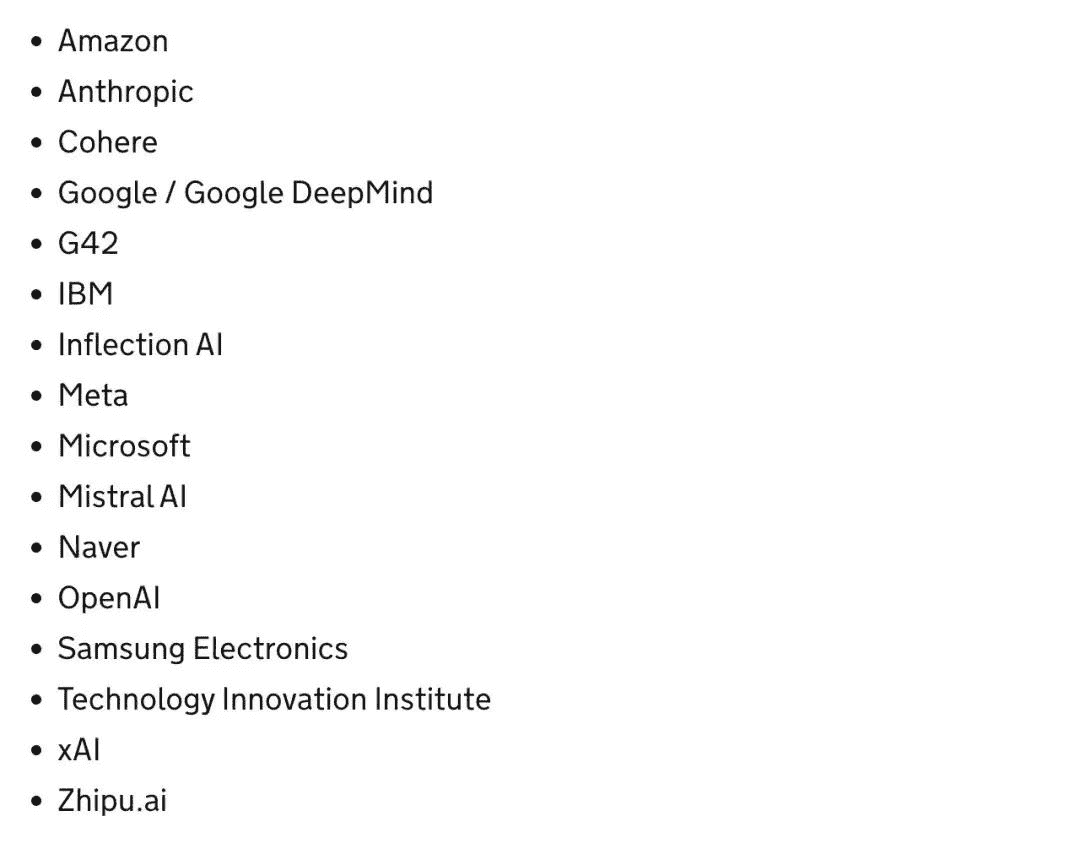 • Amazon
• Anthropic
• Cohere
• Google / Google DeepMind
• G42
• IBM
• Inflection AI
• Meta
• Microsoft
• Mistral AI
• Naver
• OpenAI
• Samsung Electronics
• Technology Innovation Institute
• xAI
• Zhipu.ai